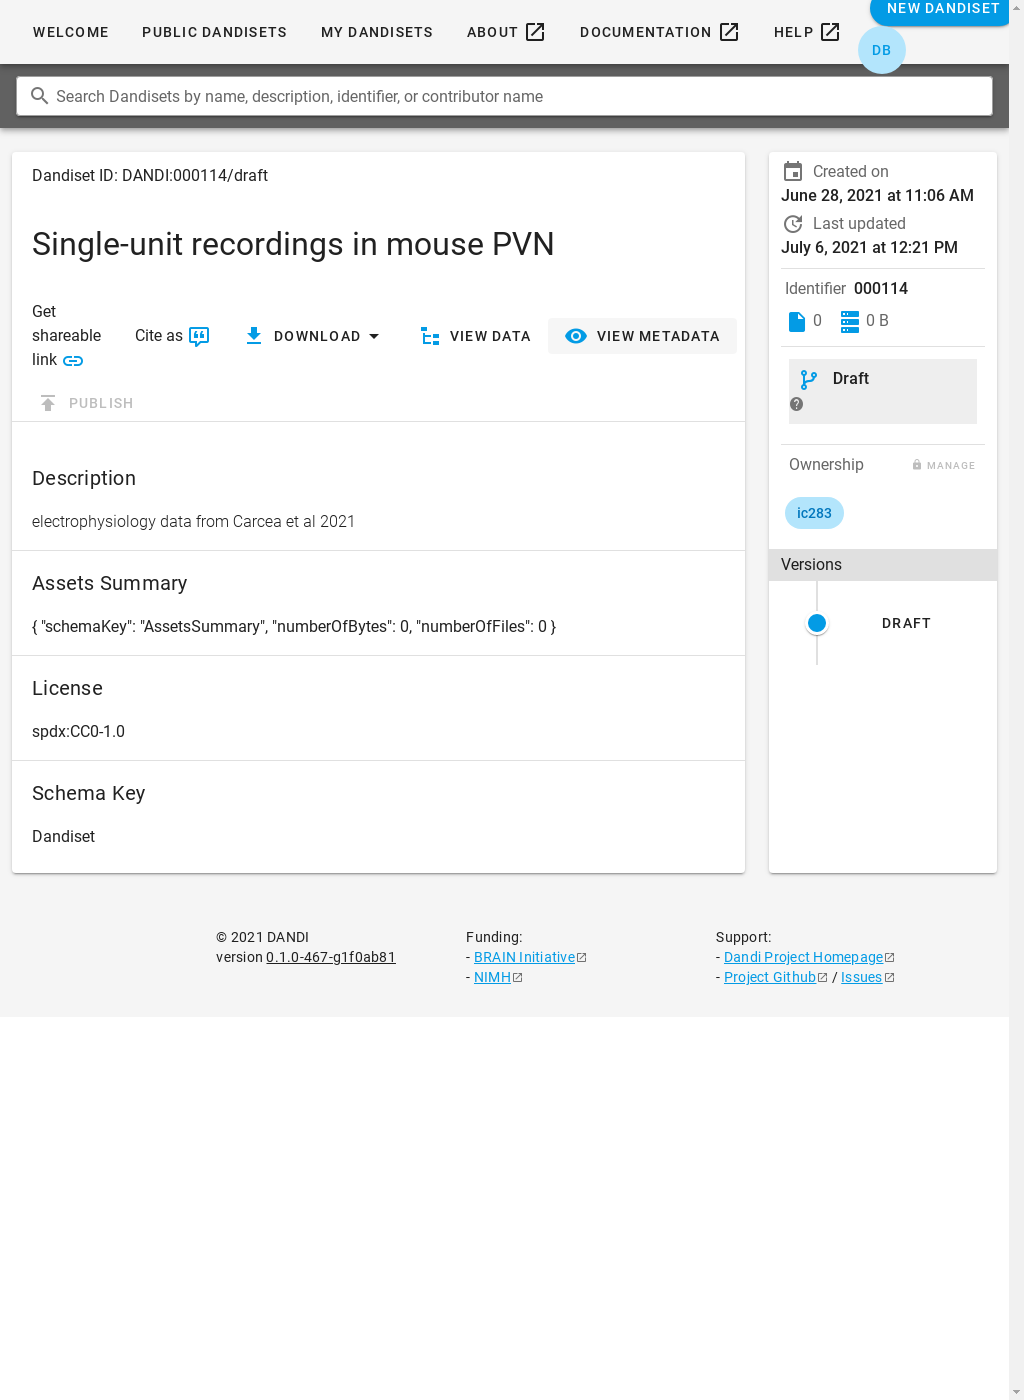 WELCOME
PUBLIC DANDISETS
MY DANDISETS
ABOUT
DOCUMENTATION
HELP
NEW DANDISET
DB
Search Dandisets by name, description, identifier, or contributor name
Dandiset ID: DANDI:000114/draft
Single-unit recordings in mouse PVN
Get
shareable
link
Cite as
DOWNLOAD
VIEW DATA
VIEW METADATA
PUBLISH
Description
electrophysiology data from Carcea et al 2021
Assets Summary
{ "schemaKey": "AssetsSummary", "numberOfBytes": 0, "numberOfFiles": 0 }
License
spdx:CC0-1.0
Schema Key
Dandiset
Created on
June 28, 2021 at 11:06 AM
Last updated
July 6, 2021 at 12:21 PM
Identifier 000114
0 0 B
Draft
Ownership
MANAGE
ic283
Versions
DRAFT
© 2021 DANDI
version 0.1.0-467-g1f0ab81
Funding:
- BRAIN Initiative
- NIMH
Support:
- Dandi Project Homepage
- Project Github / Issues